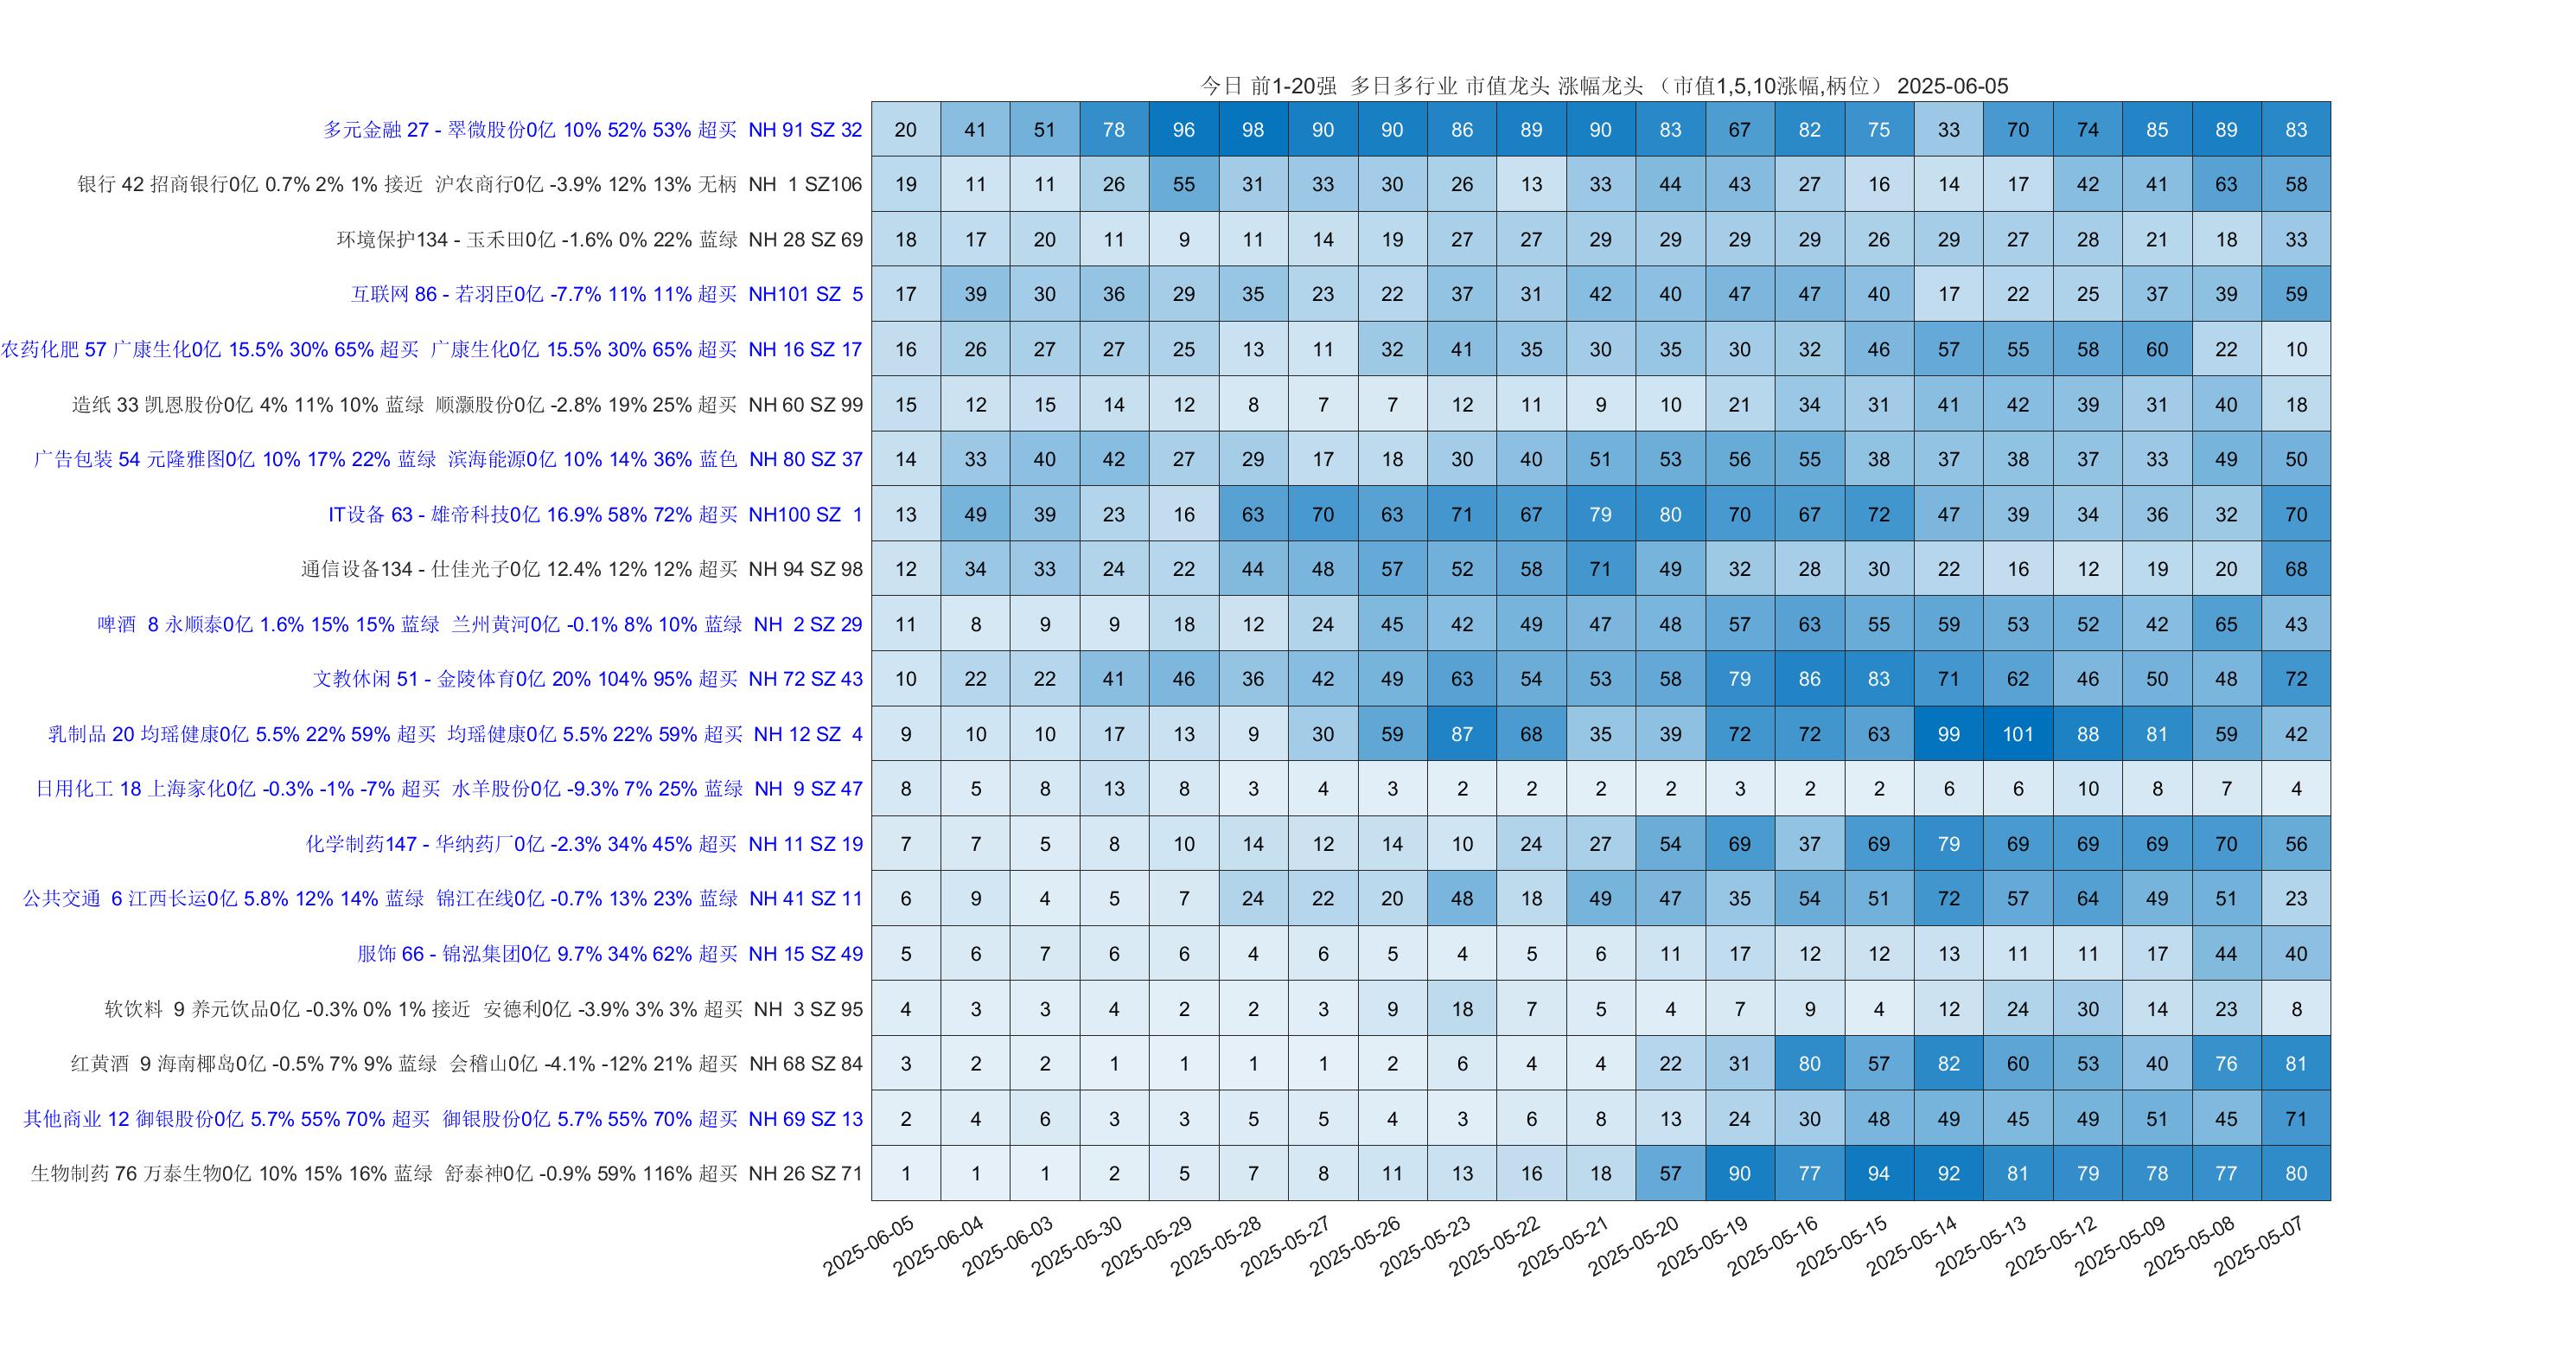 今日 前1-20强 多日多行业 市值龙头 涨幅龙头 （市值1,5,10涨幅,柄位） 2025-06-05
多元金融 27 - 翠微股份0亿 10% 52% 53% 超买 NH 91 SZ 32 20 41 51 78 96 98 90 90 86 89 90 83 67 82 75 33 70 74 85 89 83
银行 42 招商银行0亿 0.7% 2% 1% 接近 沪农商行0亿 -3.9% 12% 13% 无柄 NH 1 SZ106 19 11 11 26 55 31 33 30 26 13 33 44 43 27 16 14 17 42 41 63 58
环境保护134 - 玉禾田0亿 -1.6% 0% 22% 蓝绿 NH 28 SZ 69 18 17 20 11 9 11 14 19 27 27 29 29 29 29 26 29 27 28 21 18 33
互联网 86 - 若羽臣0亿 -7.7% 11% 11% 超买 NH101 SZ 5 17 39 30 36 29 35 23 22 37 31 42 40 47 47 40 17 22 25 37 39 59
农药化肥 57 广康生化0亿 15.5% 30% 65% 超买 广康生化0亿 15.5% 30% 65% 超买 NH 16 SZ 17 16 26 27 27 25 13 11 32 41 35 30 35 30 32 46 57 55 58 60 22 10
造纸 33 凯恩股份0亿 4% 11% 10% 蓝绿 顺灏股份0亿 -2.8% 19% 25% 超买 NH 60 SZ 99 15 12 15 14 12 8 7 7 12 11 9 10 21 34 31 41 42 39 31 40 18
广告包装 54 元隆雅图0亿 10% 17% 22% 蓝绿 滨海能源0亿 10% 14% 36% 蓝色 NH 80 SZ 37 14 33 40 42 27 29 17 18 30 40 51 53 56 55 38 37 38 37 33 49 50
IT设备 63 - 雄帝科技0亿 16.9% 58% 72% 超买 NH100 SZ 1 13 49 39 23 16 63 70 63 71 67 79 80 70 67 72 47 39 34 36 32 70
通信设备134 - 仕佳光子0亿 12.4% 12% 12% 超买 NH 94 SZ 98 12 34 33 24 22 44 48 57 52 58 71 49 32 28 30 22 16 12 19 20 68
啤酒 8 永顺泰0亿 1.6% 15% 15% 蓝绿 兰州黄河0亿 -0.1% 8% 10% 蓝绿 NH 2 SZ 29 11 8 9 9 18 12 24 45 42 49 47 48 57 63 55 59 53 52 42 65 43
文教休闲 51 - 金陵体育0亿 20% 104% 95% 超买 NH 72 SZ 43 10 22 22 41 46 36 42 49 63 54 53 58 79 86 83 71 62 46 50 48 72
乳制品 20 均瑶健康0亿 5.5% 22% 59% 超买 均瑶健康0亿 5.5% 22% 59% 超买 NH 12 SZ 4 9 10 10 17 13 9 30 59 87 68 35 39 72 72 63 99 101 88 81 59 42
日用化工 18 上海家化0亿 -0.3% -1% -7% 超买 水羊股份0亿 -9.3% 7% 25% 蓝绿 NH 9 SZ 47 8 5 8 13 8 3 4 3 2 2 2 2 3 2 2 6 6 10 8 7 4
化学制药147 - 华纳药厂0亿 -2.3% 34% 45% 超买 NH 11 SZ 19 7 7 5 8 10 14 12 14 10 24 27 54 69 37 69 79 69 69 69 70 56
公共交通 6 江西长运0亿 5.8% 12% 14% 蓝绿 锦江在线0亿 -0.7% 13% 23% 蓝绿 NH 41 SZ 11 6 9 4 5 7 24 22 20 48 18 49 47 35 54 51 72 57 64 49 51 23
服饰 66 - 锦泓集团0亿 9.7% 34% 62% 超买 NH 15 SZ 49 5 6 7 6 6 4 6 5 4 5 6 11 17 12 12 13 11 11 17 44 40
软饮料 9 养元饮品0亿 -0.3% 0% 1% 接近 安德利0亿 -3.9% 3% 3% 超买 NH 3 SZ 95 4 3 3 4 2 2 3 9 18 7 5 4 7 9 4 12 24 30 14 23 8
红黄酒 9 海南椰岛0亿 -0.5% 7% 9% 蓝绿 会稽山0亿 -4.1% -12% 21% 超买 NH 68 SZ 84 3 2 2 1 1 1 1 2 6 4 4 22 31 80 57 82 60 53 40 76 81
其他商业 12 御银股份0亿 5.7% 55% 70% 超买 御银股份0亿 5.7% 55% 70% 超买 NH 69 SZ 13 2 4 6 3 3 5 5 4 3 6 8 13 24 30 48 49 45 49 51 45 71
生物制药 76 万泰生物0亿 10% 15% 16% 蓝绿 舒泰神0亿 -0.9% 59% 116% 超买 NH 26 SZ 71 1 1 1 2 5 7 8 11 13 16 18 57 90 77 94 92 81 79 78 77 80
2025-06-05 2025-06-04 2025-06-03 2025-05-30 2025-05-29 2025-05-28 2025-05-27 2025-05-26 2025-05-23 2025-05-22 2025-05-21 2025-05-20 2025-05-19 2025-05-16 2025-05-15 2025-05-14 2025-05-13 2025-05-12 2025-05-09 2025-05-08 2025-05-07